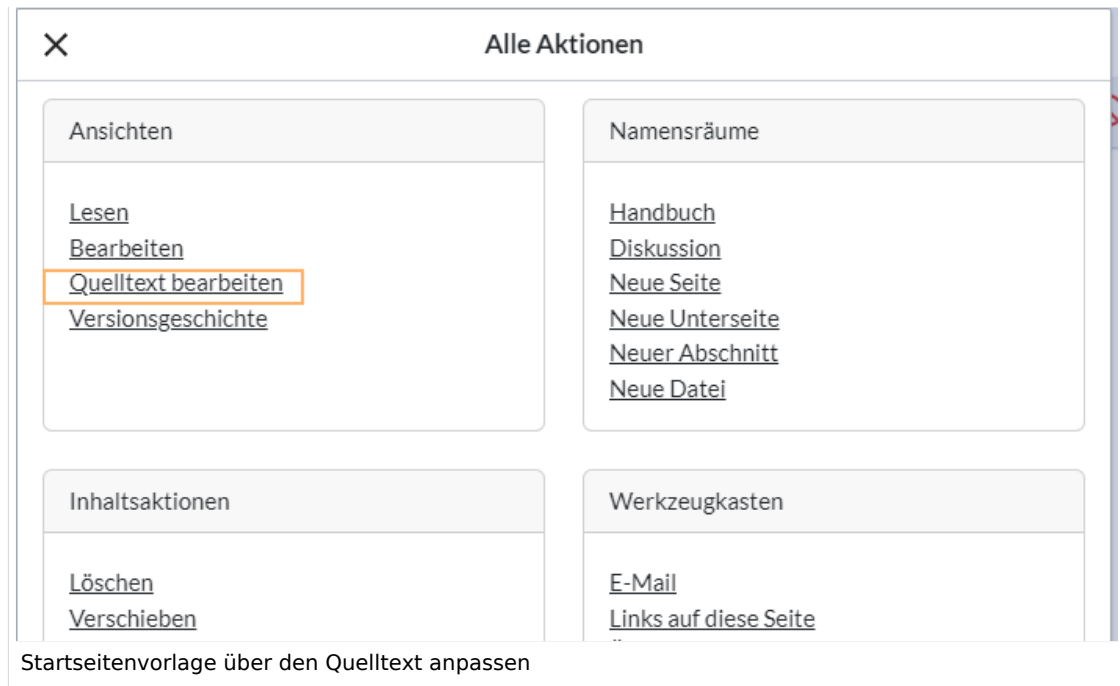 Alle Aktionen
Ansichten
Lesen
Bearbeiten
Quelltext bearbeiten
Versionsgeschichte
Namensräume
Handbuch
Diskussion
Neue Seite
Neue Unterseite
Neuer Abschnitt
Neue Datei
Inhaltsaktionen
Löschen
Verschieben
Werkzeugkasten
E-Mail
Links auf diese Seite
Startseitenvorlage über den Quelltext anpassen